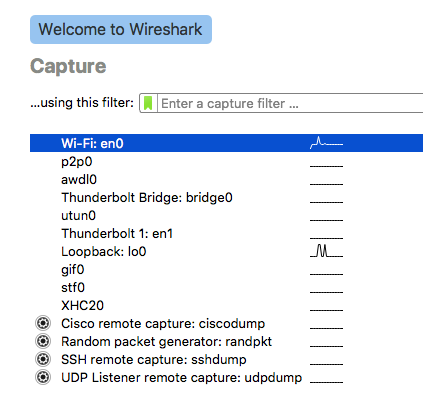 Welcome to Wireshark
Capture
...using this filter: Enter a capture filter ...
Wi-Fi: en0
p2p0
awdl0
Thunderbolt Bridge: bridge0
utun0
Thunderbolt 1: en1
Loopback: lo0
gif0
stf0
XHC20
Cisco remote capture: ciscodump
Random packet generator: randpkt
SSH remote capture: sshdump
UDP Listener remote capture: udpdump